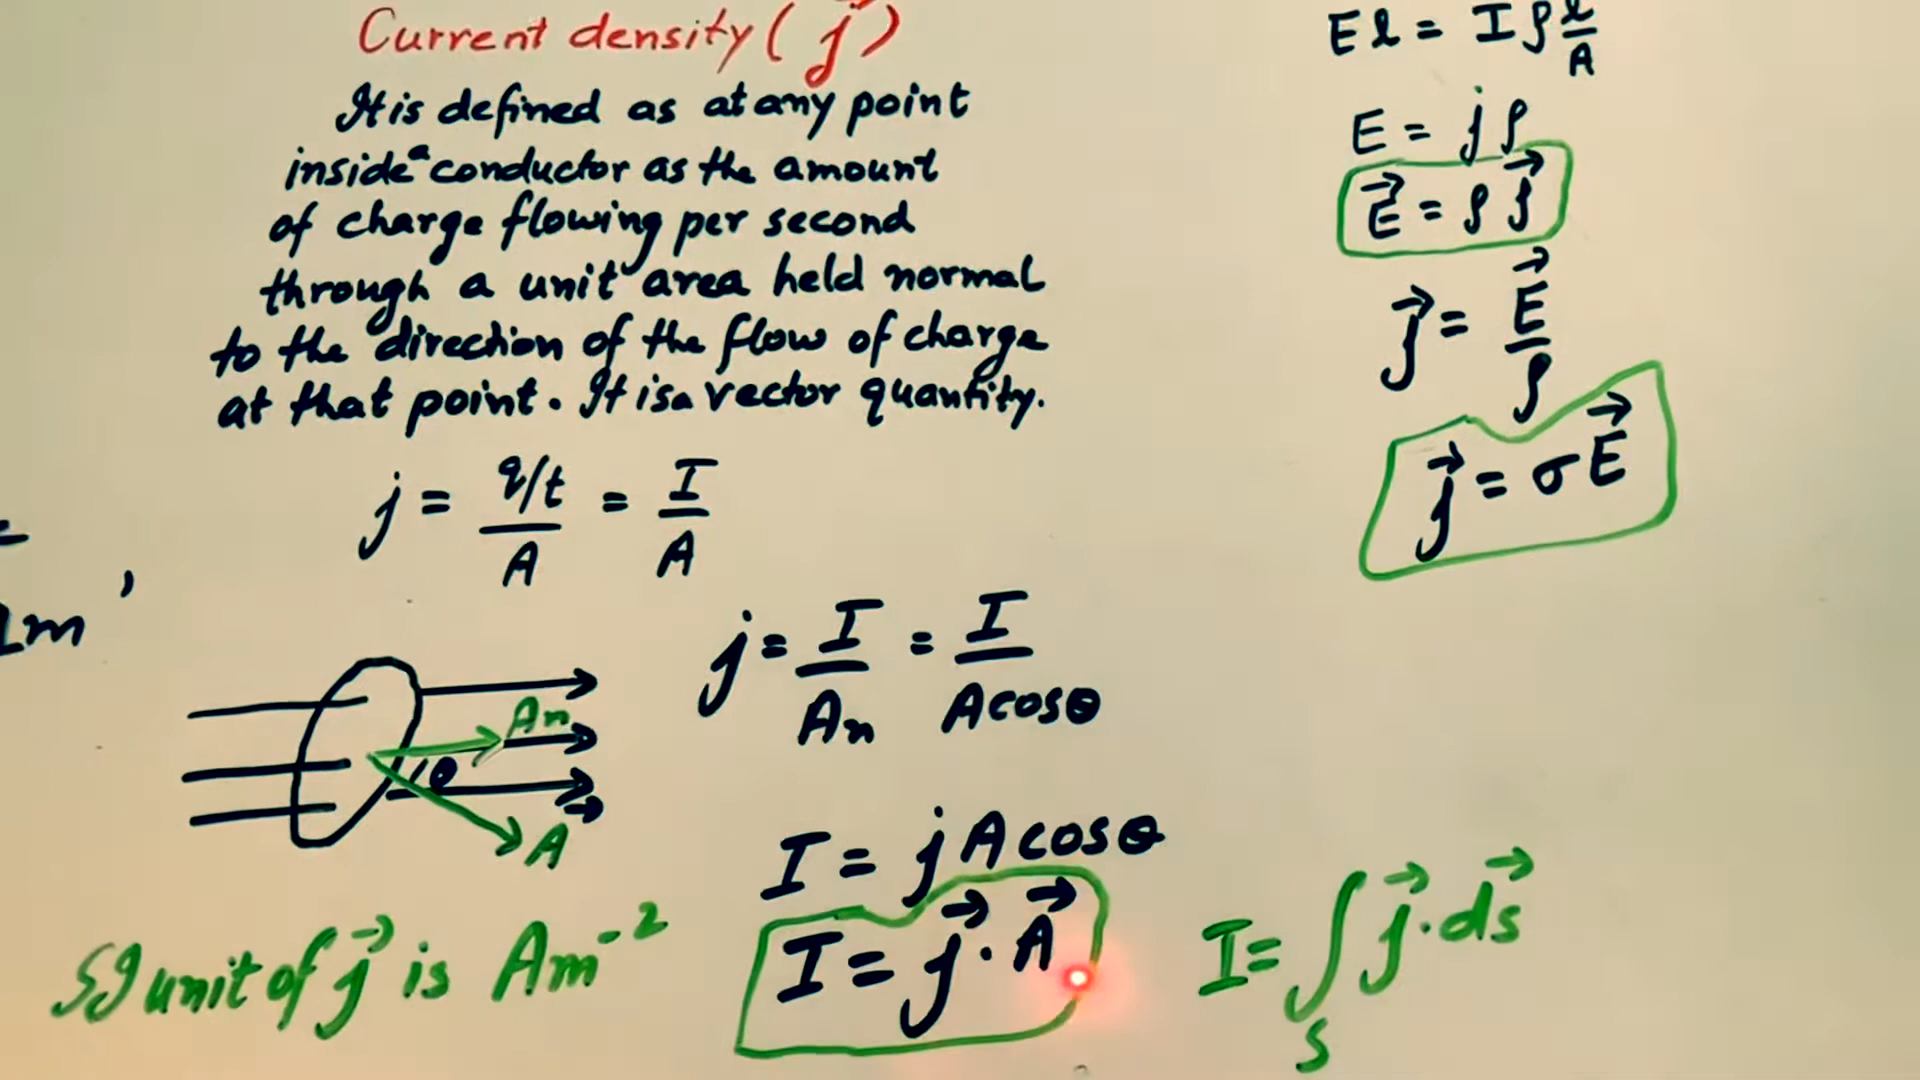 Current density (j⃗)
It is defined as at any point
inside a conductor as the amount
of charge flowing per second
through a unit area held normal
to the direction of the flow of charge
at that point. It is a vector quantity.
j = (q/t)/A = I/A
m
j = I/An = I/Acosθ
An
θ
A
I = jAcosθ
I = j⃗·A⃗
SI unit of j⃗ is Am⁻²
I = ∫ j⃗·ds⃗
S
El = Iρ l/A
E = jρ
E⃗ = ρj⃗
j⃗ = E⃗/ρ
j⃗ = σE⃗